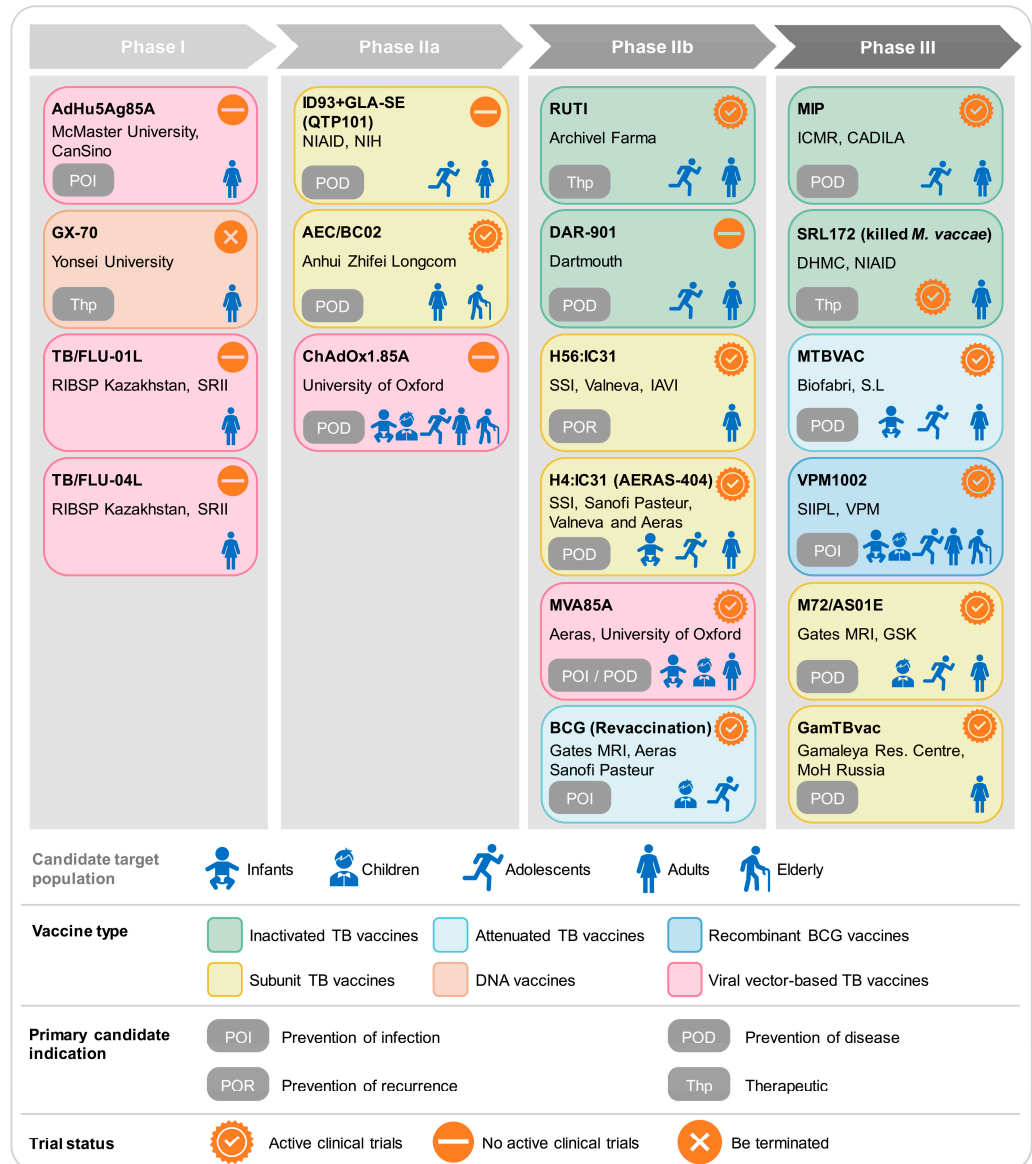 Phase I
Phase IIa
Phase IIb
Phase III
AdHu5Ag85A
McMaster University,
CanSino
POI
GX-70
Yonsei University
Thp
TB/FLU-01L
RIBSP Kazakhstan, SRII
TB/FLU-04L
RIBSP Kazakhstan, SRII
ID93+GLA-SE
(QTP101)
NIAID, NIH
POD
AEC/BC02
Anhui Zhifei Longcom
POD
ChAdOx1.85A
University of Oxford
POD
RUTI
Archivel Farma
Thp
DAR-901
Dartmouth
POD
H56:IC31
SSI, Valneva, IAVI
POR
H4:IC31 (AERAS-404)
SSI, Sanofi Pasteur,
Valneva and Aeras
POD
MVA85A
Aeras, University of Oxford
POI / POD
BCG (Revaccination)
Gates MRI, Aeras
Sanofi Pasteur
POI
MIP
ICMR, CADILA
POD
SRL172 (killed M. vaccae)
DHMC, NIAID
Thp
MTBVAC
Biofabri, S.L
POD
VPM1002
SIIPL, VPM
POI
M72/AS01E
Gates MRI, GSK
POD
GamTBvac
Gamaleya Res. Centre,
MoH Russia
POD
Candidate target
population
Infants
Children
Adolescents
Adults
Elderly
Vaccine type
Inactivated TB vaccines
Attenuated TB vaccines
Recombinant BCG vaccines
Subunit TB vaccines
DNA vaccines
Viral vector-based TB vaccines
Primary candidate
indication
POI
Prevention of infection
POD
Prevention of disease
POR
Prevention of recurrence
Thp
Therapeutic
Trial status
Active clinical trials
No active clinical trials
Be terminated